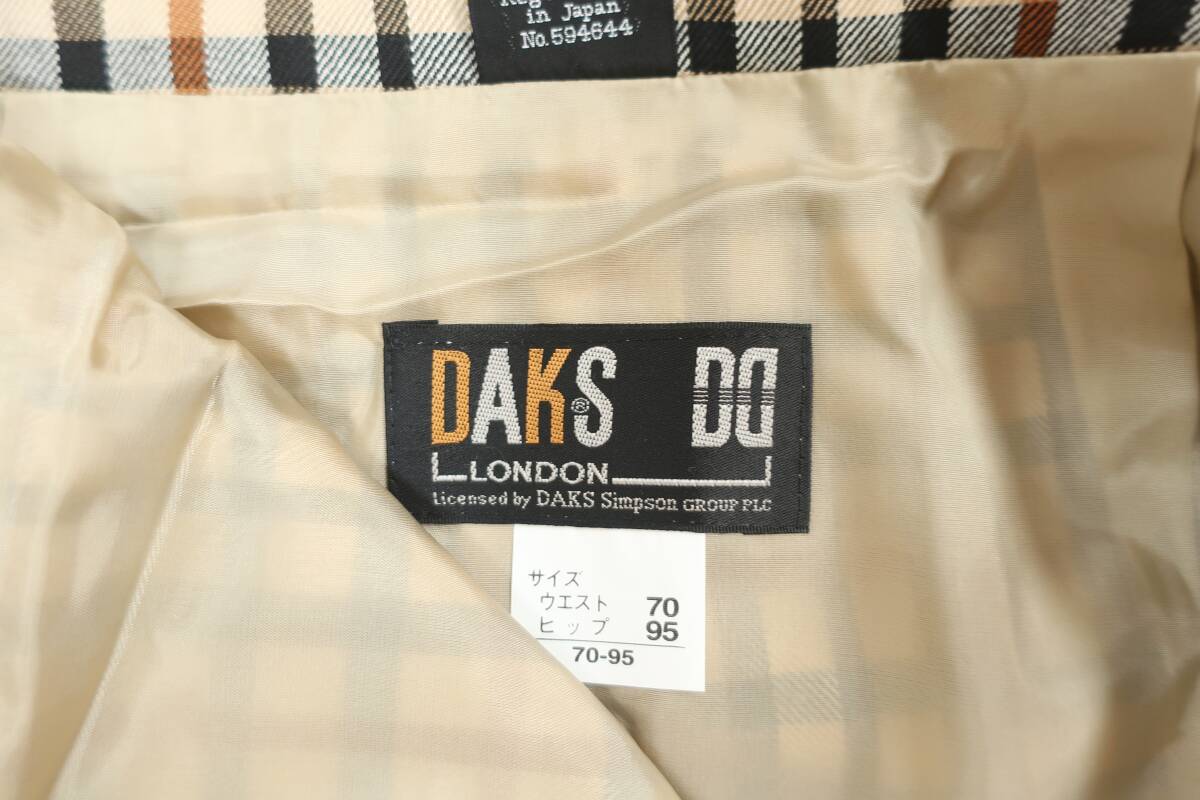 in Japan
No.594644
DAKS® DD
LONDON
Licensed by DAKS Simpson GROUP PLC
サイズ
ウエスト 70
ヒップ 95
70-95